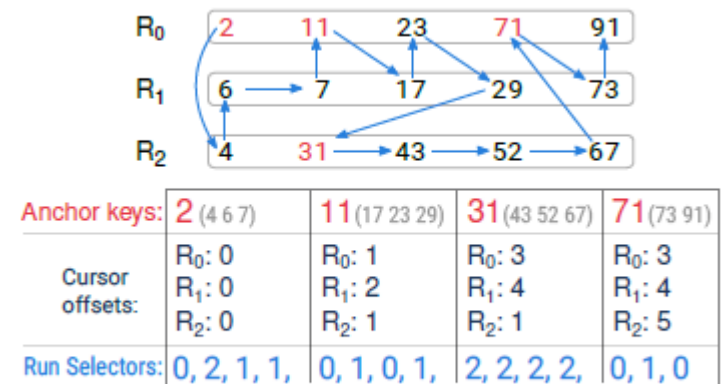 R₀ 2 11 23 71 91
R₁ 6 7 17 29 73
R₂ 4 31 43 52 67
Anchor keys: 2 (4 6 7) 11 (17 23 29) 31 (43 52 67) 71 (73 91)
Cursor offsets:
R₀: 0 R₀: 1 R₀: 3 R₀: 3
R₁: 0 R₁: 2 R₁: 4 R₁: 4
R₂: 0 R₂: 1 R₂: 1 R₂: 5
Run Selectors: 0, 2, 1, 1, 0, 1, 0, 1, 2, 2, 2, 2, 0, 1, 0